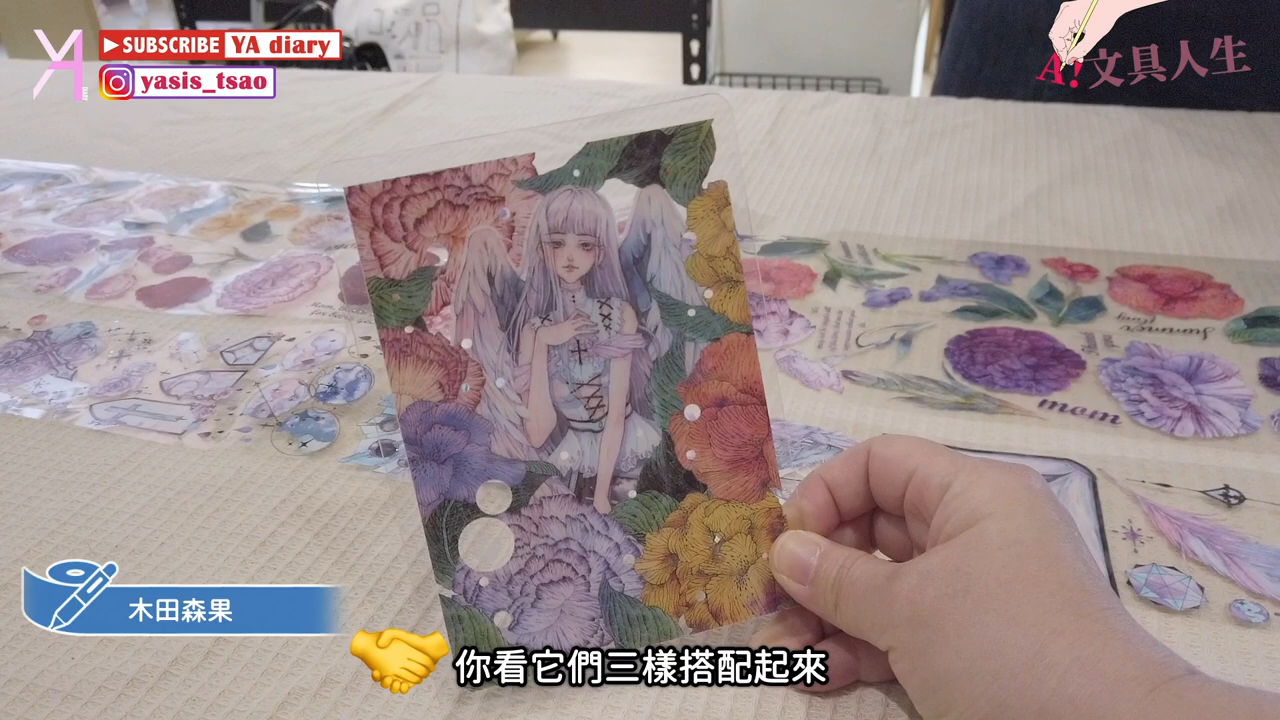 YA
SUBSCRIBE YA diary
yasis_tsao
A!文具人生
Summer
mom
木田森果
你看它們三樣搭配起來